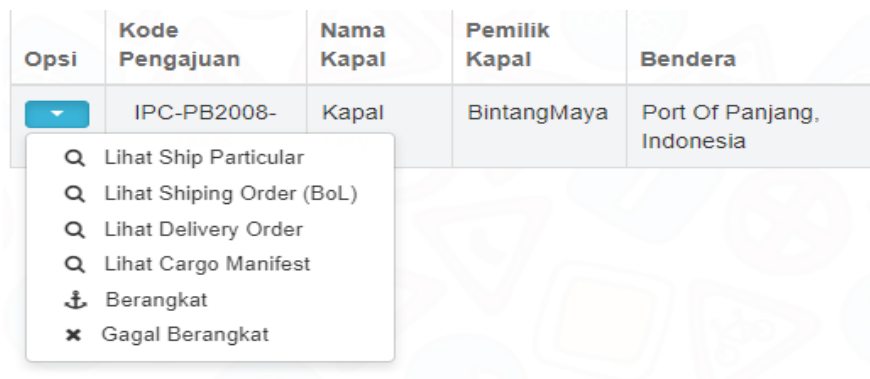 Opsi Kode Pengajuan Nama Kapal Pemilik Kapal Bendera
IPC-PB2008- Kapal BintangMaya Port Of Panjang, Indonesia
Lihat Ship Particular
Lihat Shiping Order (BoL)
Lihat Delivery Order
Lihat Cargo Manifest
Berangkat
Gagal Berangkat